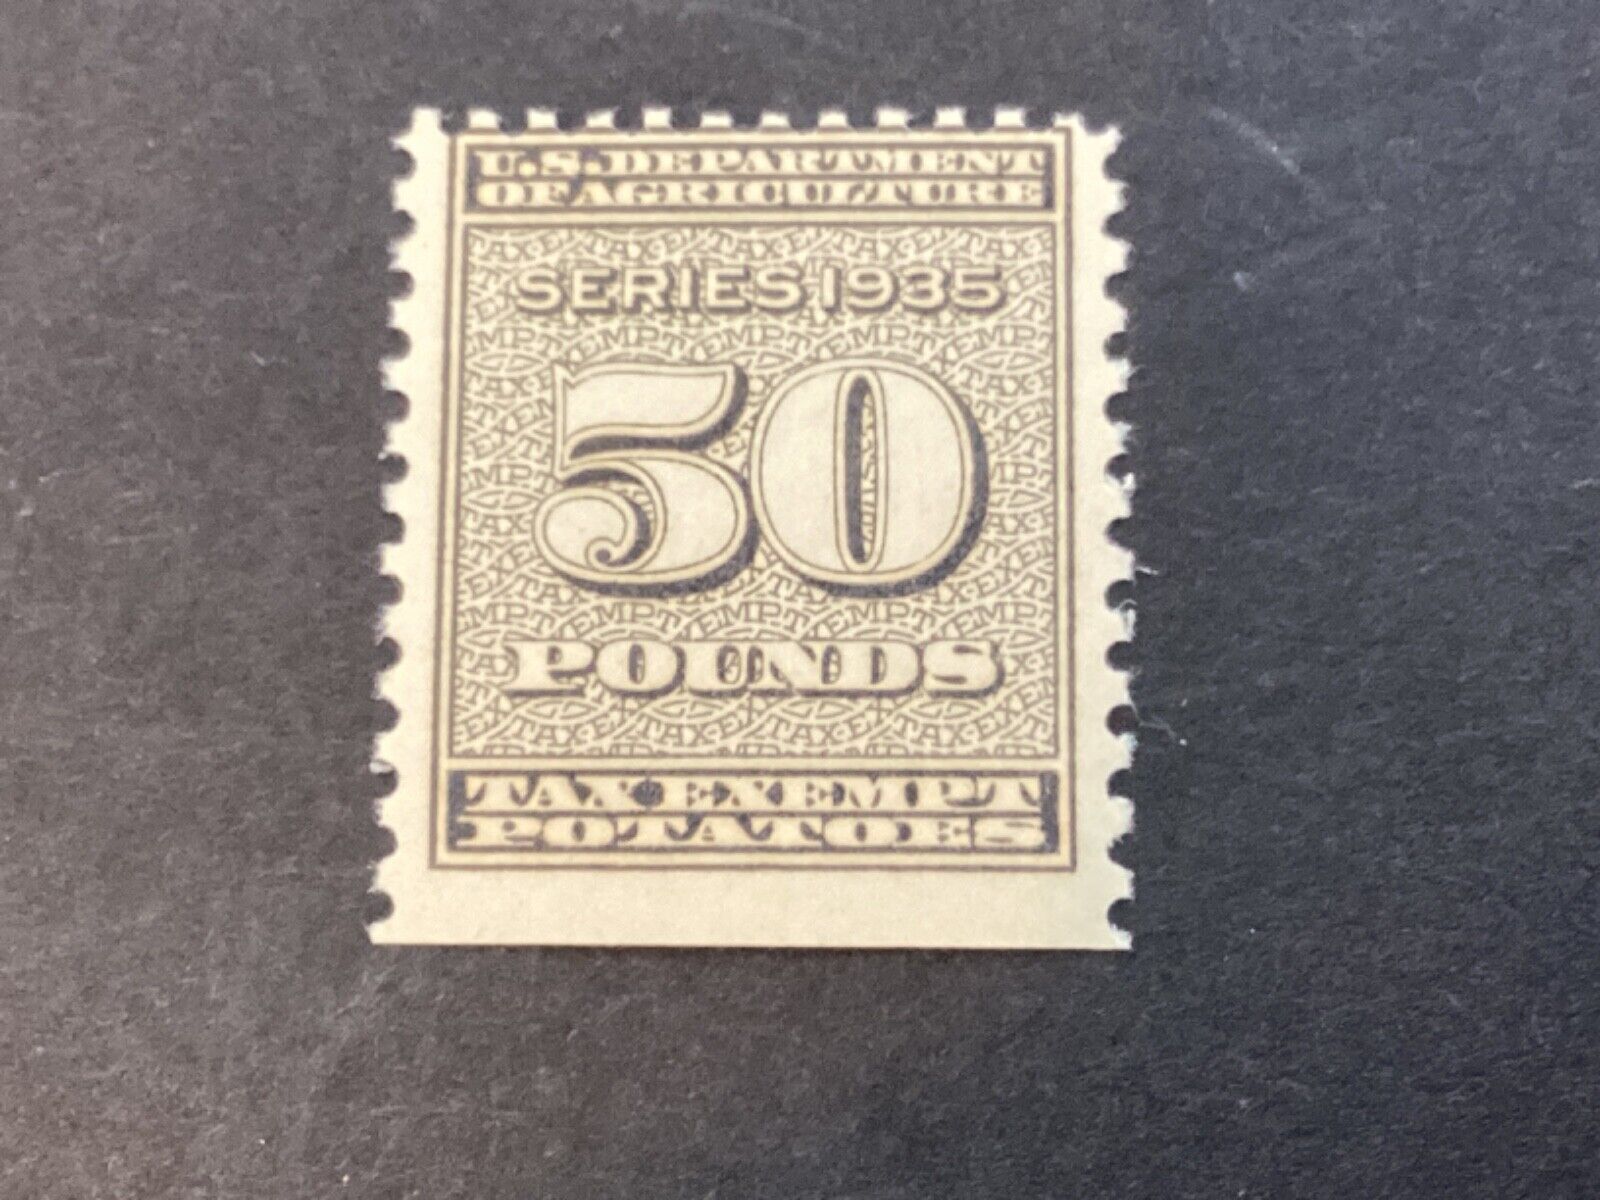 U.S. DEPARTMENT
OF AGRICULTURE
SERIES 1935
50
POUNDS
TAX EXEMPT
POTATOES